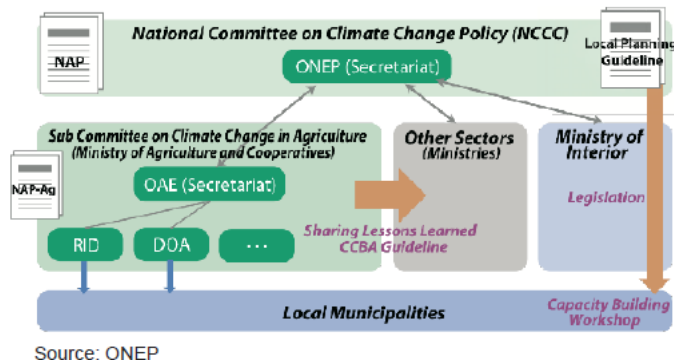 National Committee on Climate Change Policy (NCCC)
NAP
ONEP (Secretariat)
Local Planning
Guideline
Sub Committee on Climate Change in Agriculture
(Ministry of Agriculture and Cooperatives)
NAP-Ag
OAE (Secretariat)
RID
DOA
...
Sharing Lessons Learned
CCBA Guideline
Other Sectors
(Ministries)
Ministry of
Interior
Legislation
Local Municipalities
Capacity Building
Workshop
Source: ONEP